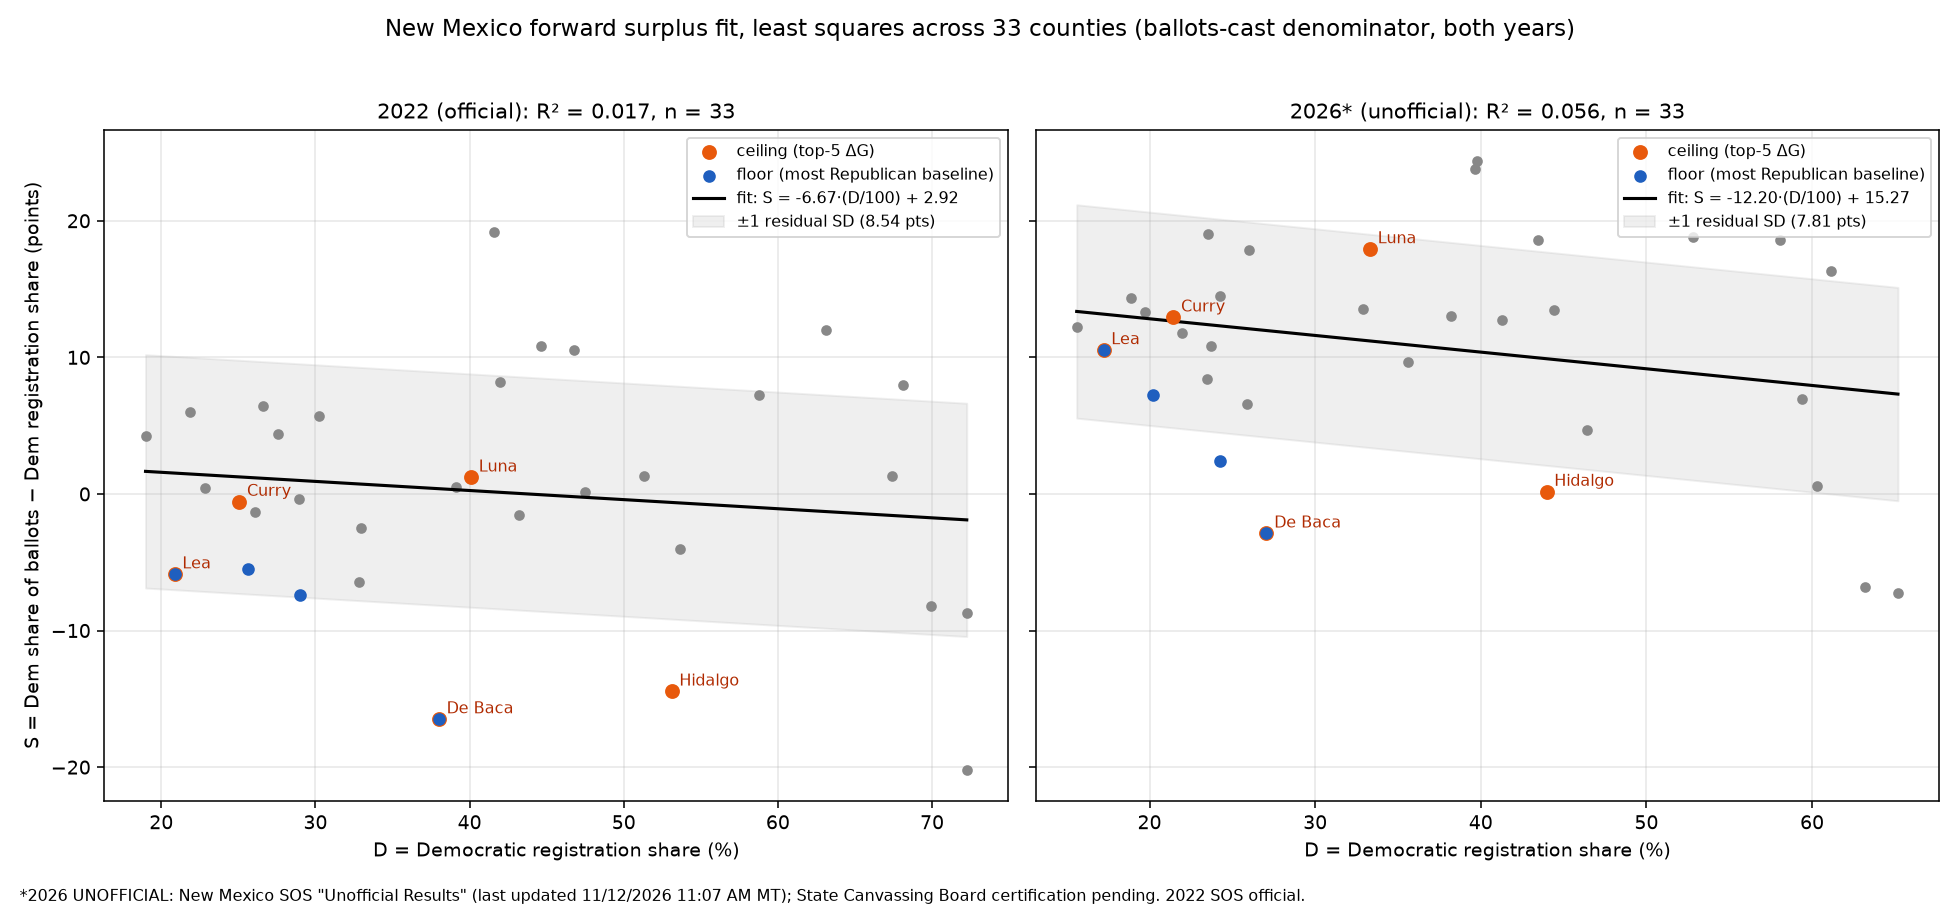 New Mexico forward surplus fit, least squares across 33 counties (ballots-cast denominator, both years)
2022 (official): R² = 0.017, n = 33
ceiling (top-5 ΔG)
floor (most Republican baseline)
fit: S = -6.67·(D/100) + 2.92
±1 residual SD (8.54 pts)
S = Dem share of ballots − Dem registration share (points)
20
10
0
−10
−20
Luna
Curry
Lea
Hidalgo
De Baca
20 30 40 50 60 70
D = Democratic registration share (%)
2026* (unofficial): R² = 0.056, n = 33
ceiling (top-5 ΔG)
floor (most Republican baseline)
fit: S = -12.20·(D/100) + 15.27
±1 residual SD (7.81 pts)
Luna
Curry
Lea
Hidalgo
De Baca
20 30 40 50 60
D = Democratic registration share (%)
*2026 UNOFFICIAL: New Mexico SOS "Unofficial Results" (last updated 11/12/2026 11:07 AM MT); State Canvassing Board certification pending. 2022 SOS official.